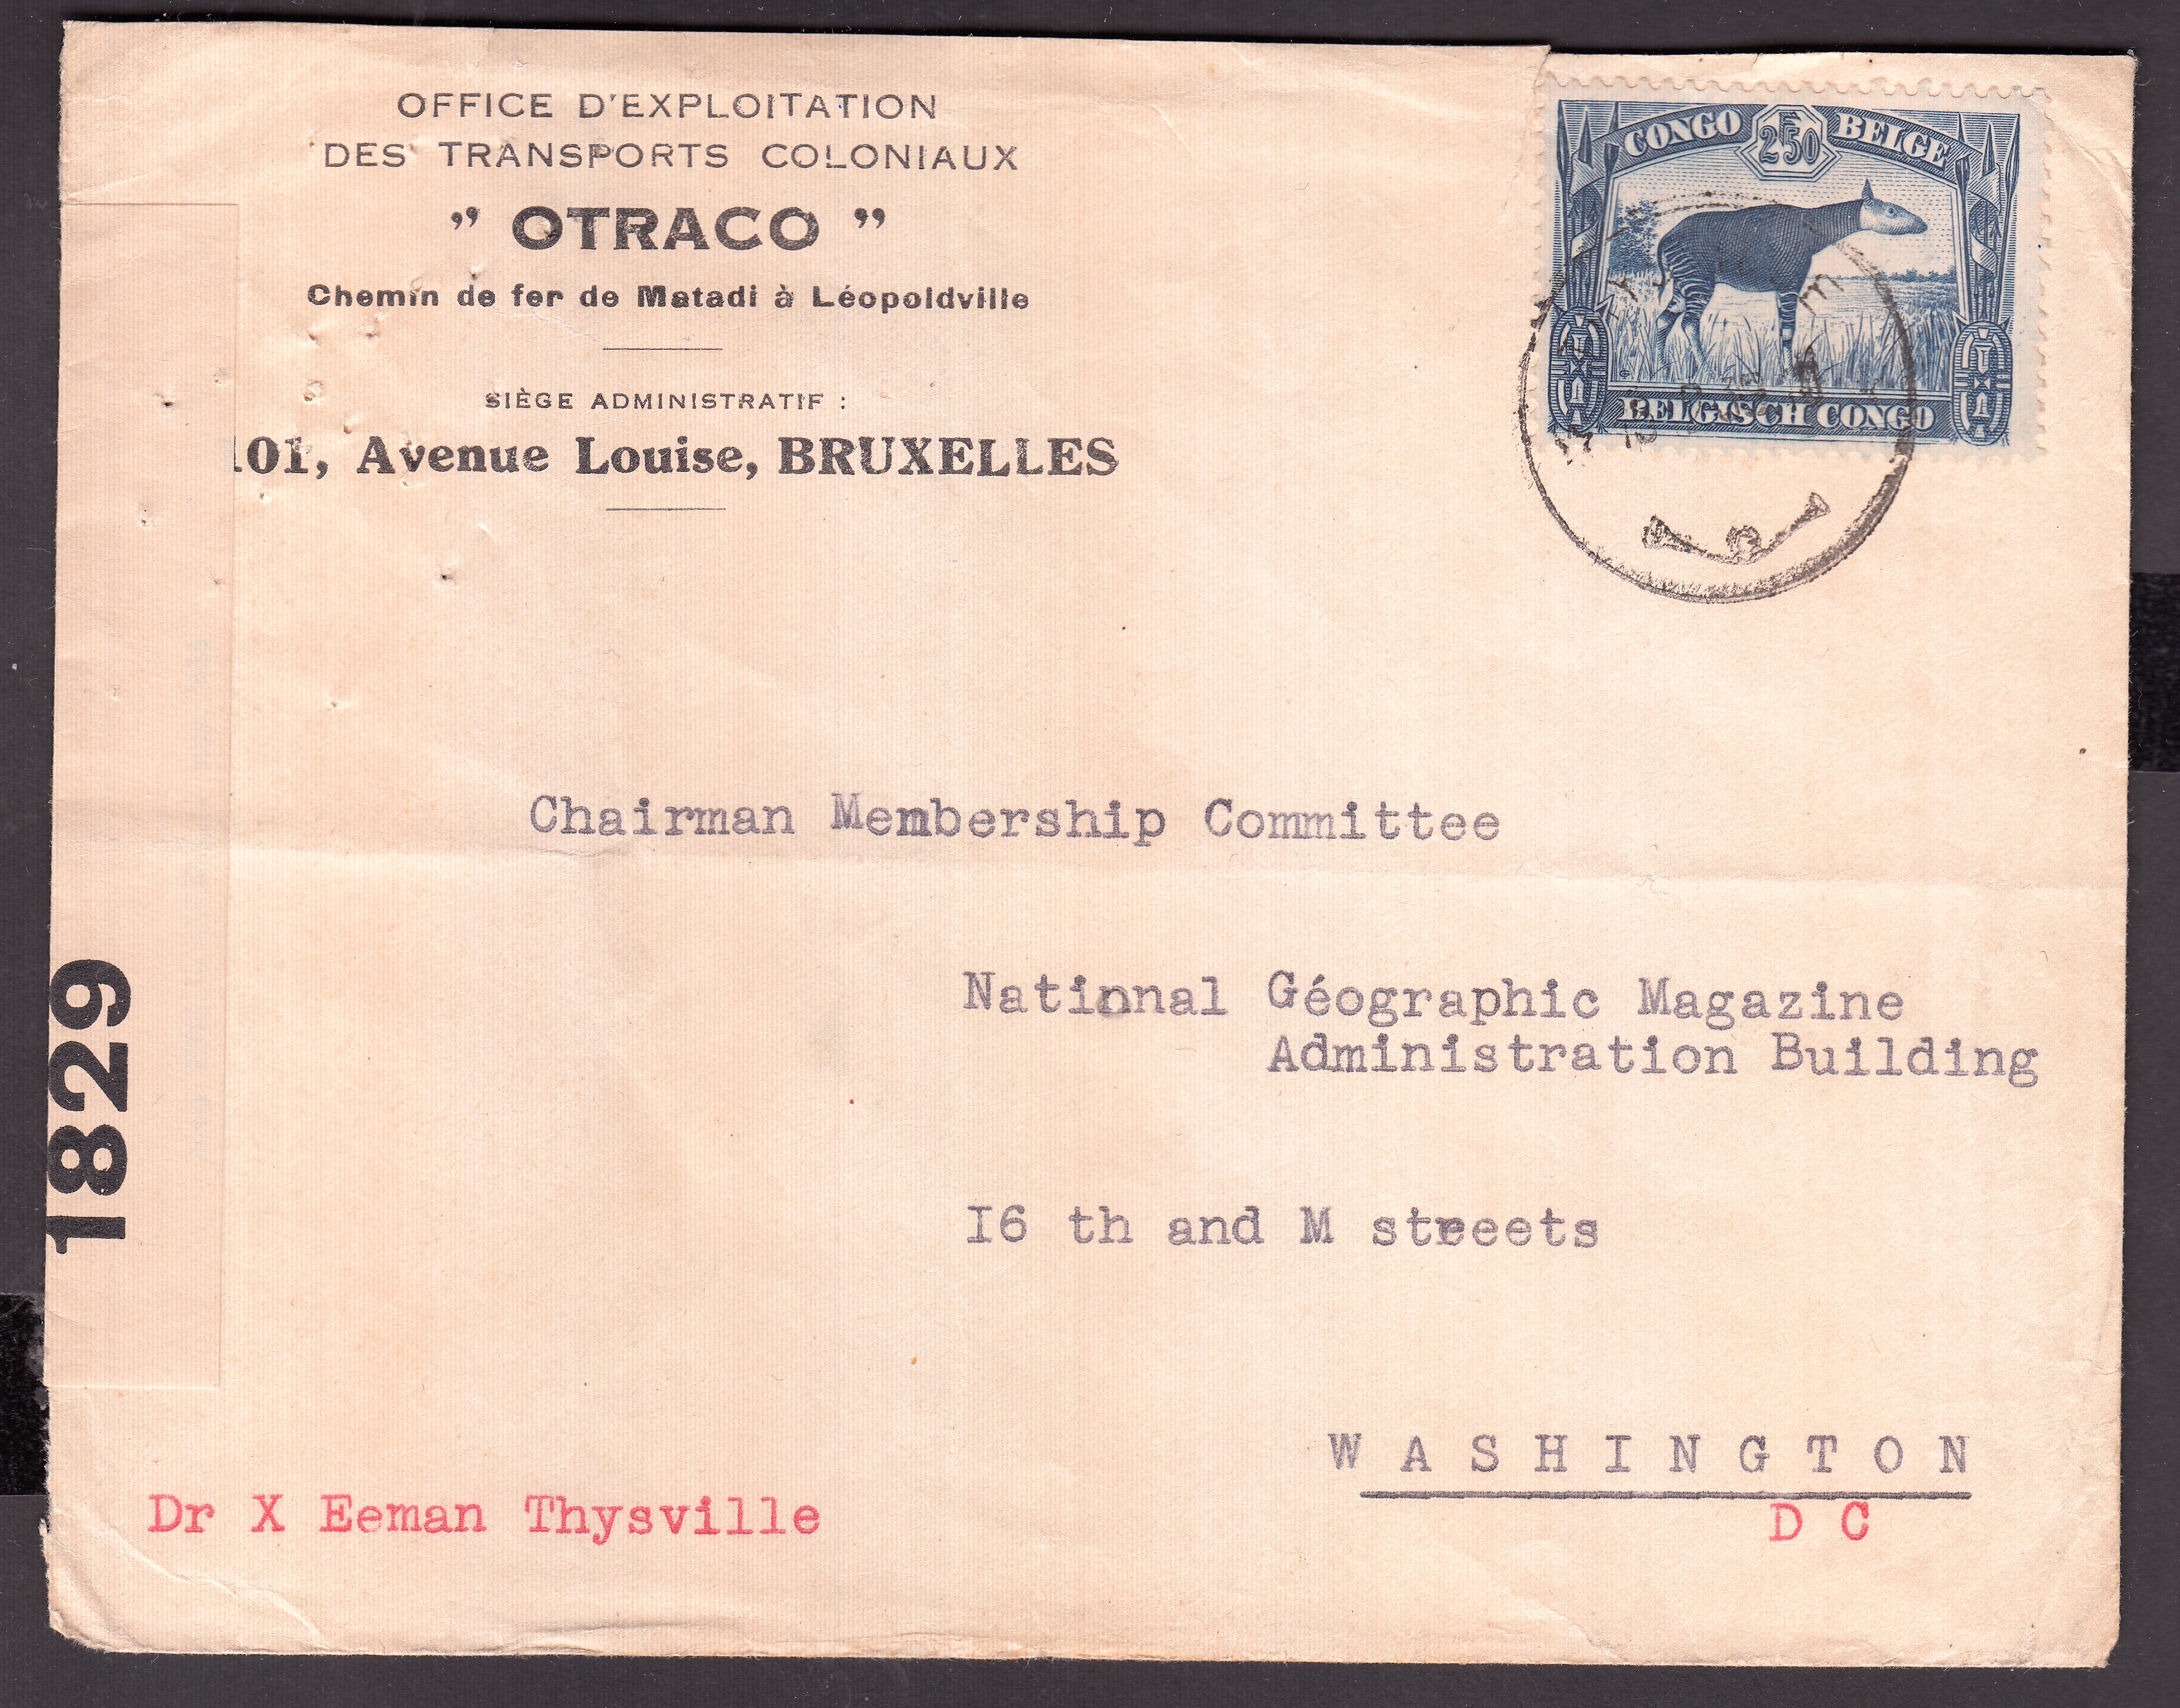 OFFICE D'EXPLOITATION
DES TRANSPORTS COLONIAUX
” OTRACO ”
Chemin de fer de Matadi à Léopoldville
SIÈGE ADMINISTRATIF :
101, Avenue Louise, BRUXELLES
CONGO 2F50 BELGE
BELGISCH CONGO
Chairman Membership Committee
National Géographic Magazine
Administration Building
I6 th and M streets
W A S H I N G T O N
D C
Dr X Eeman Thysville
1829